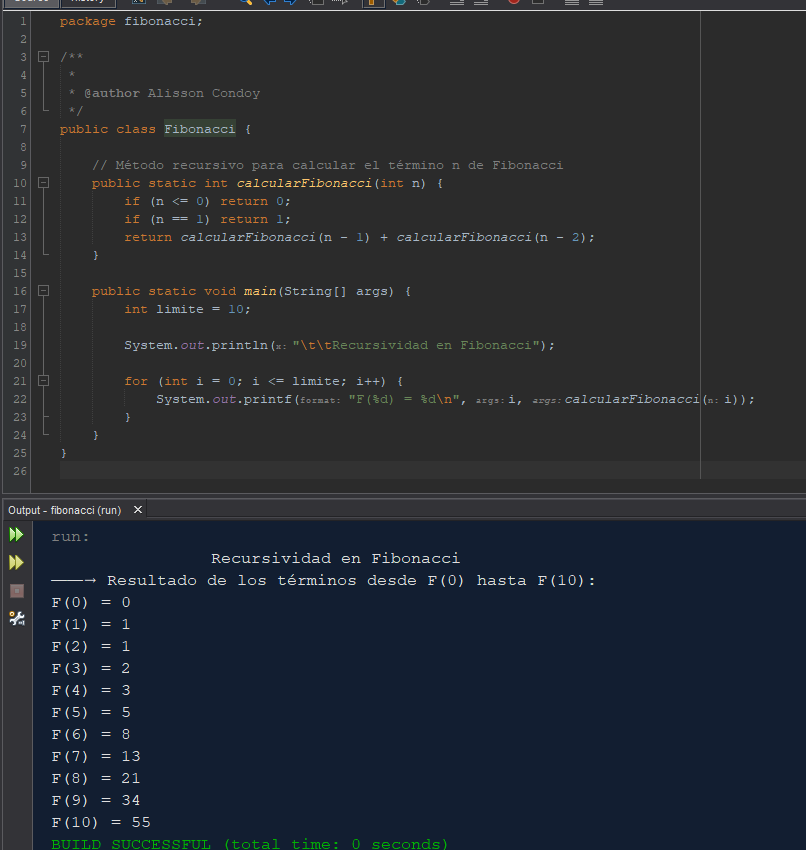 Source History
1 package fibonacci;
2
3 /**
4 *
5 * @author Alisson Condoy
6 */
7 public class Fibonacci {
8
9 // Método recursivo para calcular el término n de Fibonacci
10 public static int calcularFibonacci(int n) {
11 if (n <= 0) return 0;
12 if (n == 1) return 1;
13 return calcularFibonacci(n - 1) + calcularFibonacci(n - 2);
14 }
15
16 public static void main(String[] args) {
17 int limite = 10;
18
19 System.out.println(x: "\t\tRecursividad en Fibonacci");
20
21 for (int i = 0; i <= limite; i++) {
22 System.out.printf(format: "F(%d) = %d\n", args: i, args: calcularFibonacci(n: i));
23 }
24 }
25 }
26
Output - fibonacci (run) ×
run:
Recursividad en Fibonacci
───→ Resultado de los términos desde F(0) hasta F(10):
F(0) = 0
F(1) = 1
F(2) = 1
F(3) = 2
F(4) = 3
F(5) = 5
F(6) = 8
F(7) = 13
F(8) = 21
F(9) = 34
F(10) = 55
BUILD SUCCESSFUL (total time: 0 seconds)